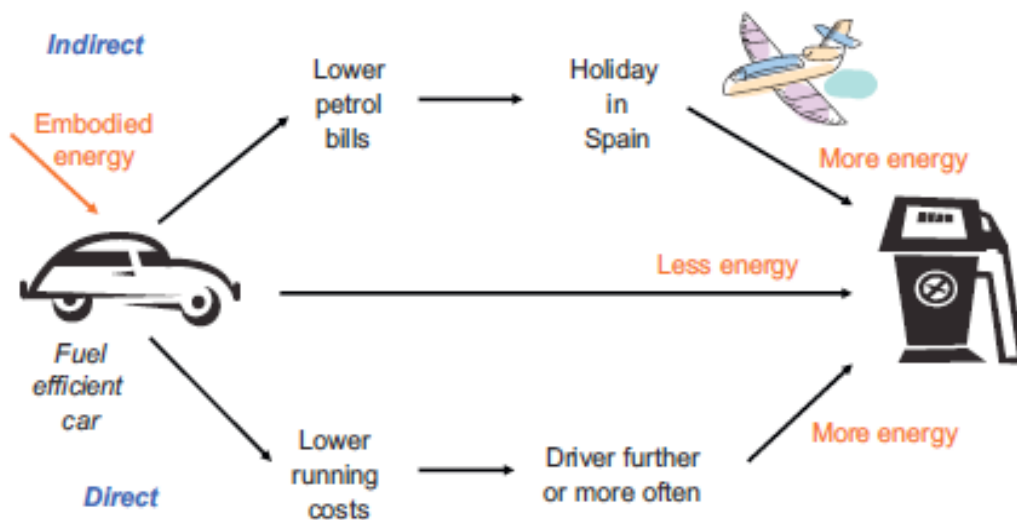 Indirect
Embodied
energy
Lower
petrol
bills
Holiday
in
Spain
More energy
Less energy
Fuel
efficient
car
Lower
running
costs
Driver further
or more often
More energy
Direct